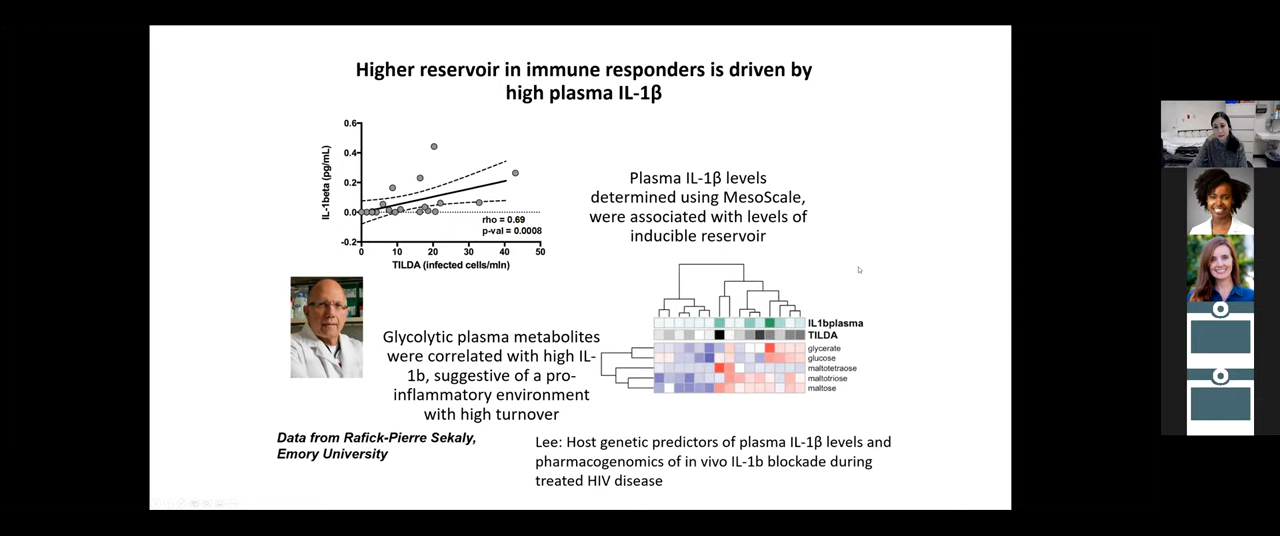 Higher reservoir in immune responders is driven by
high plasma IL-1β
0.6
0.4
0.2
0.0
-0.2
IL-1beta (pg/mL)
rho = 0.69
p-val = 0.0008
0 10 20 30 40 50
TILDA (infected cells/mln)
Plasma IL-1β levels
determined using MesoScale,
were associated with levels of
inducible reservoir
Glycolytic plasma metabolites
were correlated with high IL-
1b, suggestive of a pro-
inflammatory environment
with high turnover
IL1bplasma
TILDA
glycerate
glucose
maltotetraose
maltotriose
maltose
Data from Rafick-Pierre Sekaly,
Emory University
Lee: Host genetic predictors of plasma IL-1β levels and
pharmacogenomics of in vivo IL-1b blockade during
treated HIV disease